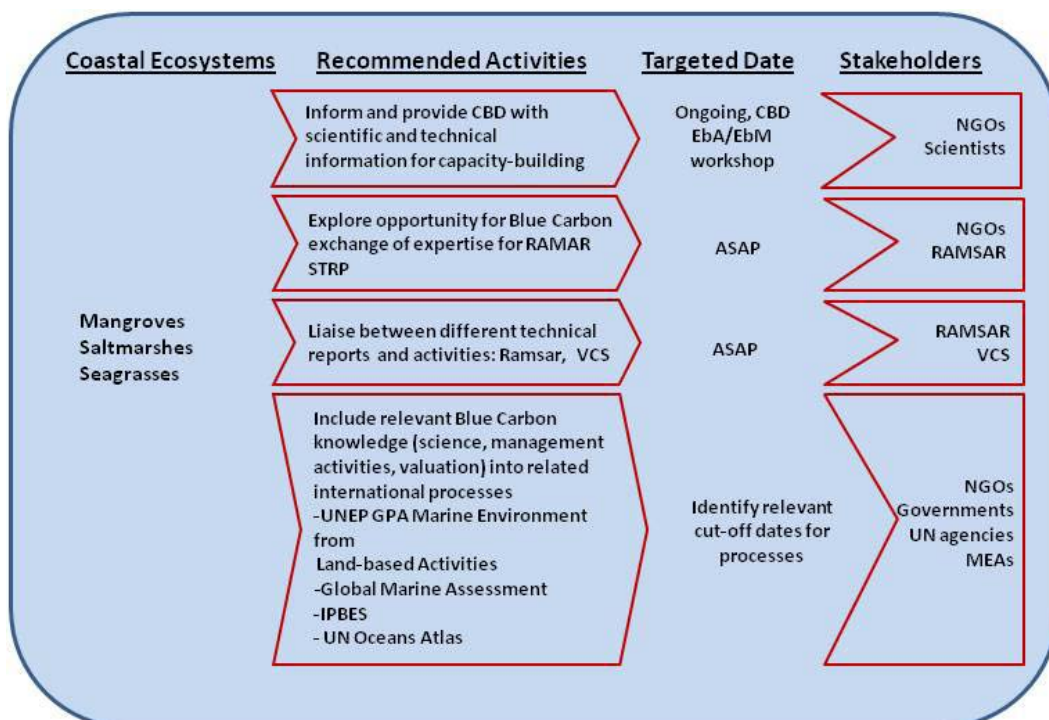 Coastal Ecosystems
Recommended Activities
Targeted Date
Stakeholders
Mangroves
Saltmarshes
Seagrasses
Inform and provide CBD with
scientific and technical
information for capacity-building
Ongoing, CBD
EbA/EbM
workshop
NGOs
Scientists
Explore opportunity for Blue Carbon
exchange of expertise for RAMAR
STRP
ASAP
NGOs
RAMSAR
Liaise between different technical
reports and activities: Ramsar, VCS
ASAP
RAMSAR
VCS
Include relevant Blue Carbon
knowledge (science, management
activities, valuation) into related
international processes
-UNEP GPA Marine Environment
from
Land-based Activities
-Global Marine Assessment
-IPBES
- UN Oceans Atlas
Identify relevant
cut-off dates for
processes
NGOs
Governments
UN agencies
MEAs